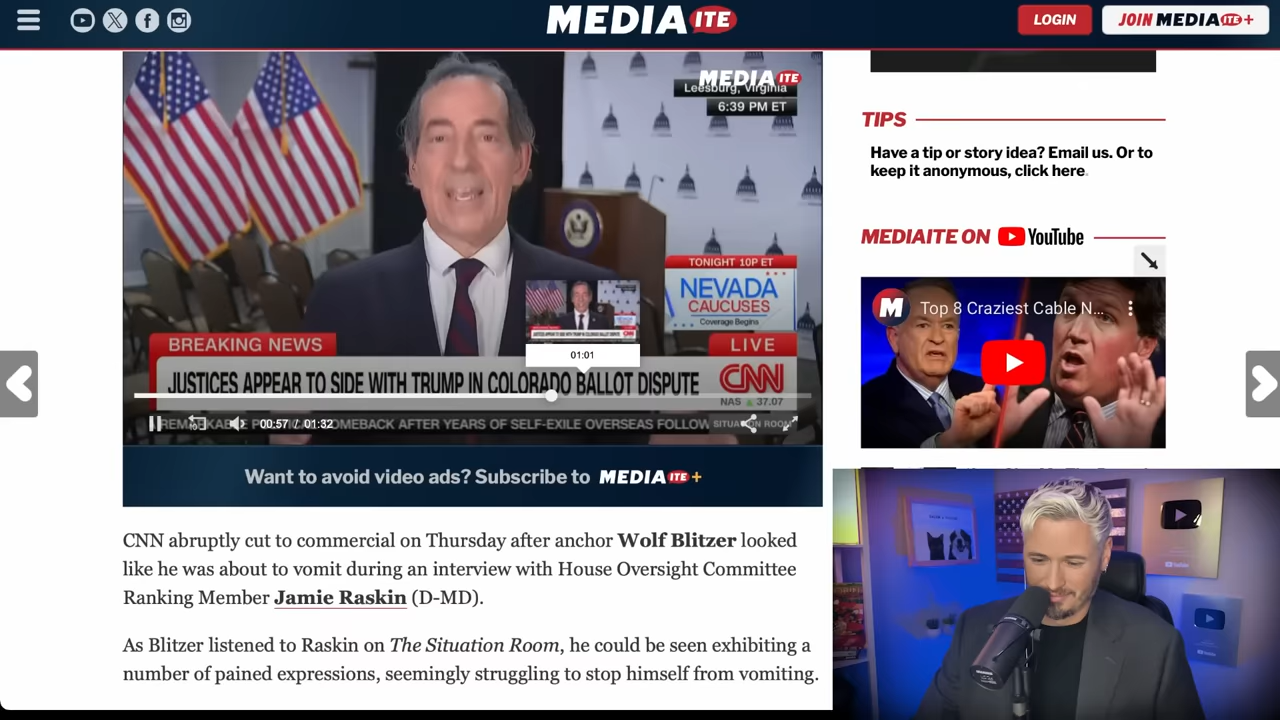 MEDIAITE
LOGIN
JOIN MEDIAITE+
MEDIAITE
Leesburg, Virginia
6:39 PM ET
TONIGHT 10P ET
NEVADA
CAUCUSES
Coverage Begins
01:01
BREAKING NEWS
LIVE
JUSTICES APPEAR TO SIDE WITH TRUMP IN COLORADO BALLOT DISPUTE
CNN
NAS 37.07
00:57 / 01:32
COMEBACK AFTER YEARS OF SELF-EXILE OVERSEAS FOLLOW
SITUATION ROOM
Want to avoid video ads? Subscribe to MEDIAITE+
CNN abruptly cut to commercial on Thursday after anchor Wolf Blitzer looked
like he was about to vomit during an interview with House Oversight Committee
Ranking Member Jamie Raskin (D-MD).
As Blitzer listened to Raskin on The Situation Room, he could be seen exhibiting a
number of pained expressions, seemingly struggling to stop himself from vomiting.
TIPS
Have a tip or story idea? Email us. Or to
keep it anonymous, click here.
MEDIAITE ON YouTube
M
Top 8 Craziest Cable N...